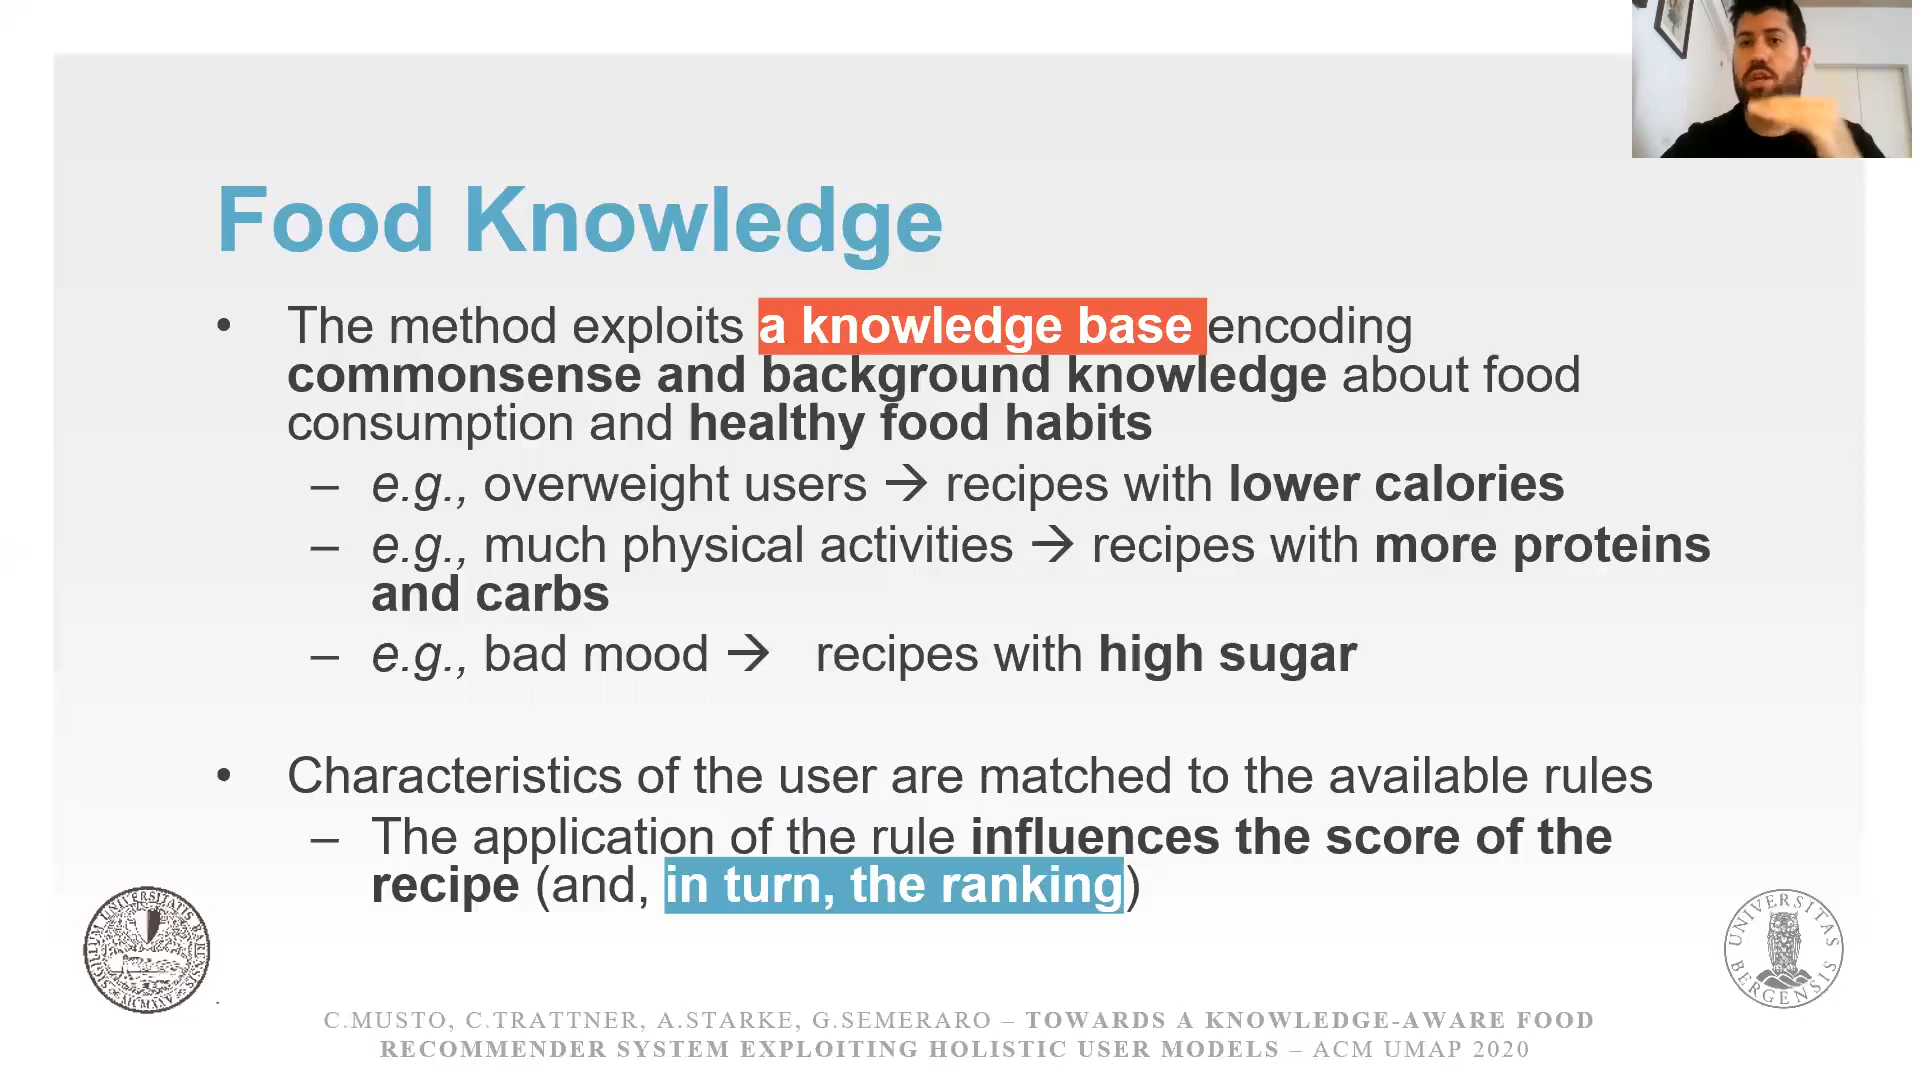 Food Knowledge
• The method exploits a knowledge base encoding
commonsense and background knowledge about food
consumption and healthy food habits
– e.g., overweight users → recipes with lower calories
– e.g., much physical activities → recipes with more proteins
and carbs
– e.g., bad mood → recipes with high sugar
• Characteristics of the user are matched to the available rules
– The application of the rule influences the score of the
recipe (and, in turn, the ranking)
UNIVERSITAS
BERGENSIS
C.MUSTO, C.TRATTNER, A.STARKE, G.SEMERARO – TOWARDS A KNOWLEDGE-AWARE FOOD
RECOMMENDER SYSTEM EXPLOITING HOLISTIC USER MODELS – ACM UMAP 2020